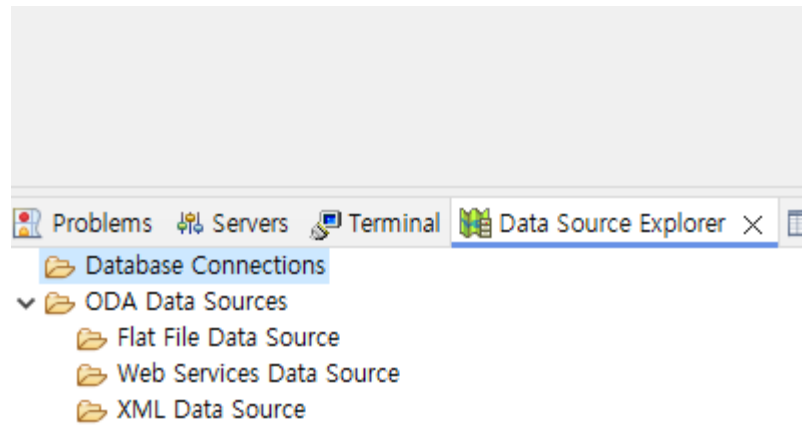 Problems Servers Terminal Data Source Explorer
Database Connections
ODA Data Sources
Flat File Data Source
Web Services Data Source
XML Data Source